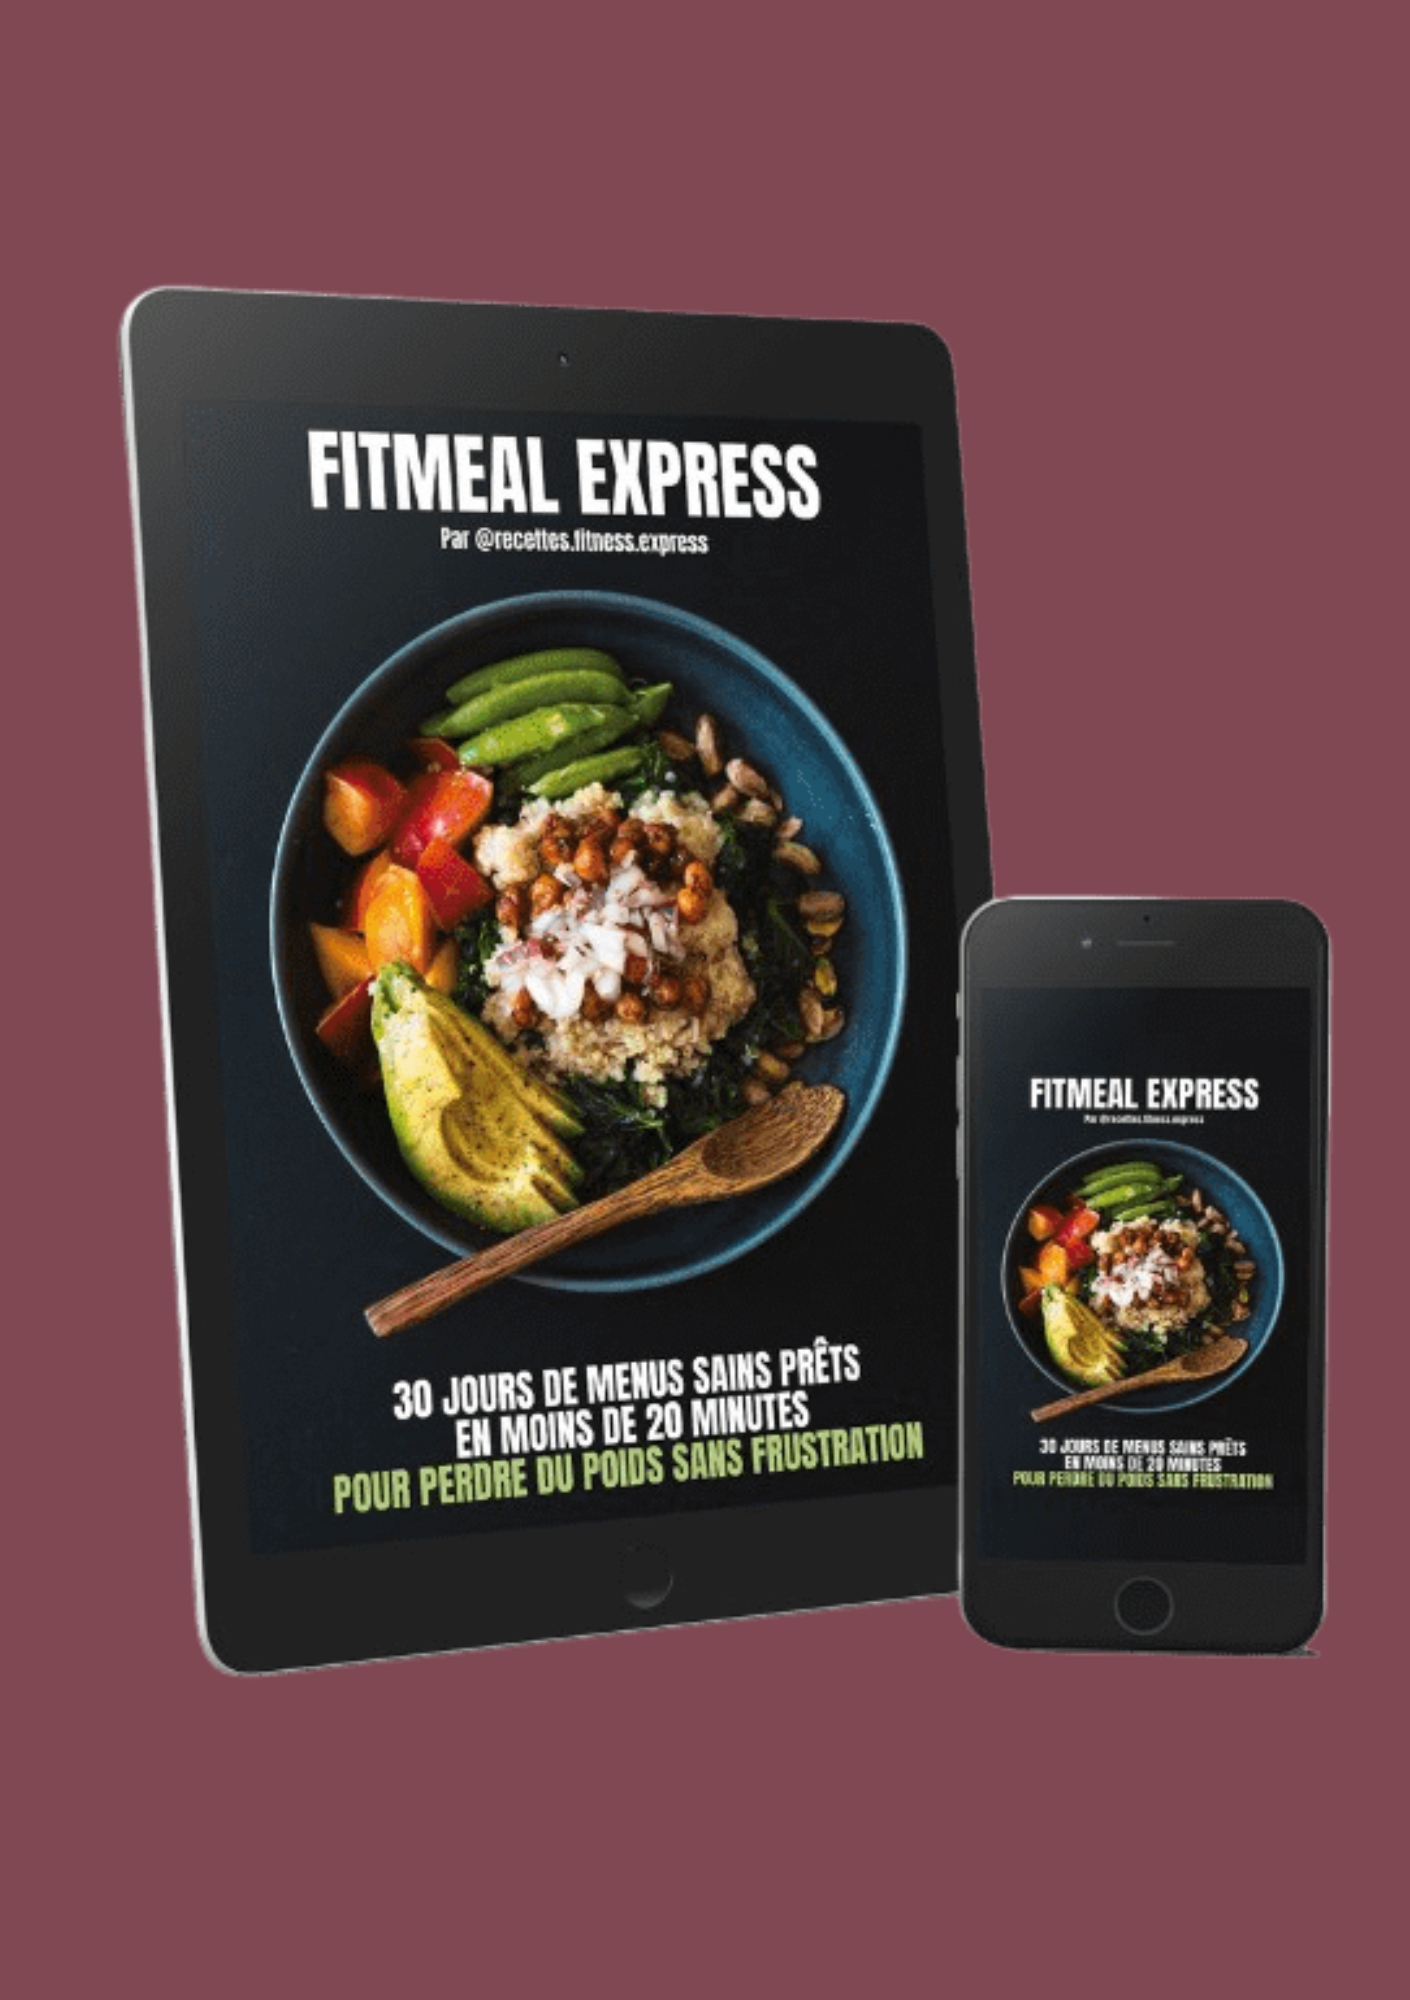 FITMEAL EXPRESS
Par @recettes.fitness.express
30 JOURS DE MENUS SAINS PRÊTS
EN MOINS DE 20 MINUTES
POUR PERDRE DU POIDS SANS FRUSTRATION
FITMEAL EXPRESS
Par @recettes.fitness.express
30 JOURS DE MENUS SAINS PRÊTS
EN MOINS DE 20 MINUTES
POUR PERDRE DU POIDS SANS FRUSTRATION